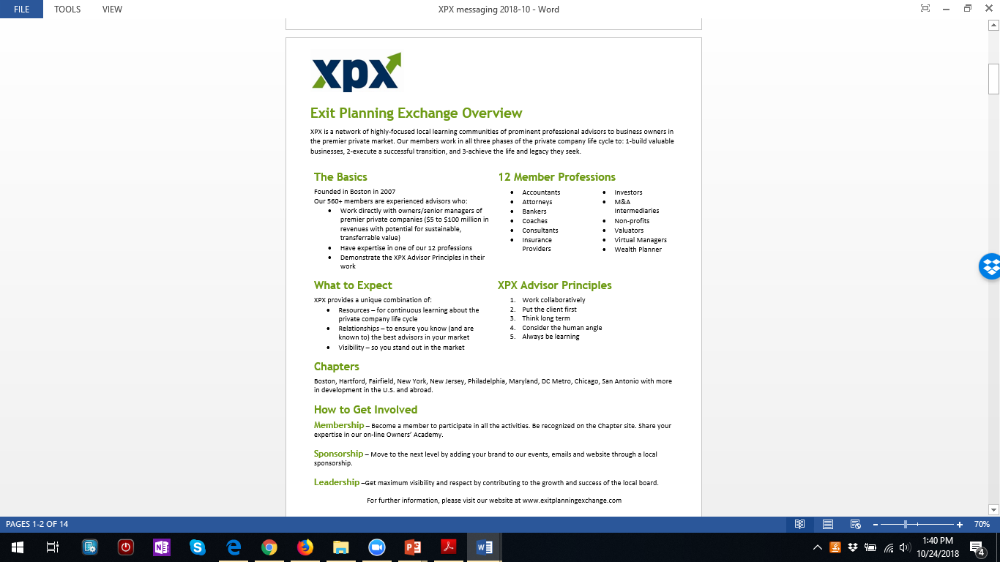 FILE TOOLS VIEW XPX messaging 2018-10 - Word
xpx
Exit Planning Exchange Overview
XPX is a network of highly-focused local learning communities of prominent professional advisors to business owners in
the premier private market. Our members work in all three phases of the private company life cycle to: 1-build valuable
businesses, 2-execute a successful transition, and 3-achieve the life and legacy they seek.
The Basics
Founded in Boston in 2007
Our 560+ members are experienced advisors who:
• Work directly with owners/senior managers of
premier private companies ($5 to $100 million in
revenues with potential for sustainable,
transferrable value)
• Have expertise in one of our 12 professions
• Demonstrate the XPX Advisor Principles in their
work
12 Member Professions
• Accountants
• Attorneys
• Bankers
• Coaches
• Consultants
• Insurance
Providers
• Investors
• M&A
Intermediaries
• Non-profits
• Valuators
• Virtual Managers
• Wealth Planner
What to Expect
XPX provides a unique combination of:
• Resources – for continuous learning about the
private company life cycle
• Relationships – to ensure you know (and are
known to) the best advisors in your market
• Visibility – so you stand out in the market
XPX Advisor Principles
1. Work collaboratively
2. Put the client first
3. Think long term
4. Consider the human angle
5. Always be learning
Chapters
Boston, Hartford, Fairfield, New York, New Jersey, Philadelphia, Maryland, DC Metro, Chicago, San Antonio with more
in development in the U.S. and abroad.
How to Get Involved
Membership – Become a member to participate in all the activities. Be recognized on the Chapter site. Share your
expertise in our on-line Owners’ Academy.
Sponsorship – Move to the next level by adding your brand to our events, emails and website through a local
sponsorship.
Leadership –Get maximum visibility and respect by contributing to the growth and success of the local board.
For further information, please visit our website at www.exitplanningexchange.com
PAGES 1-2 OF 14 70%
1:40 PM
10/24/2018
4